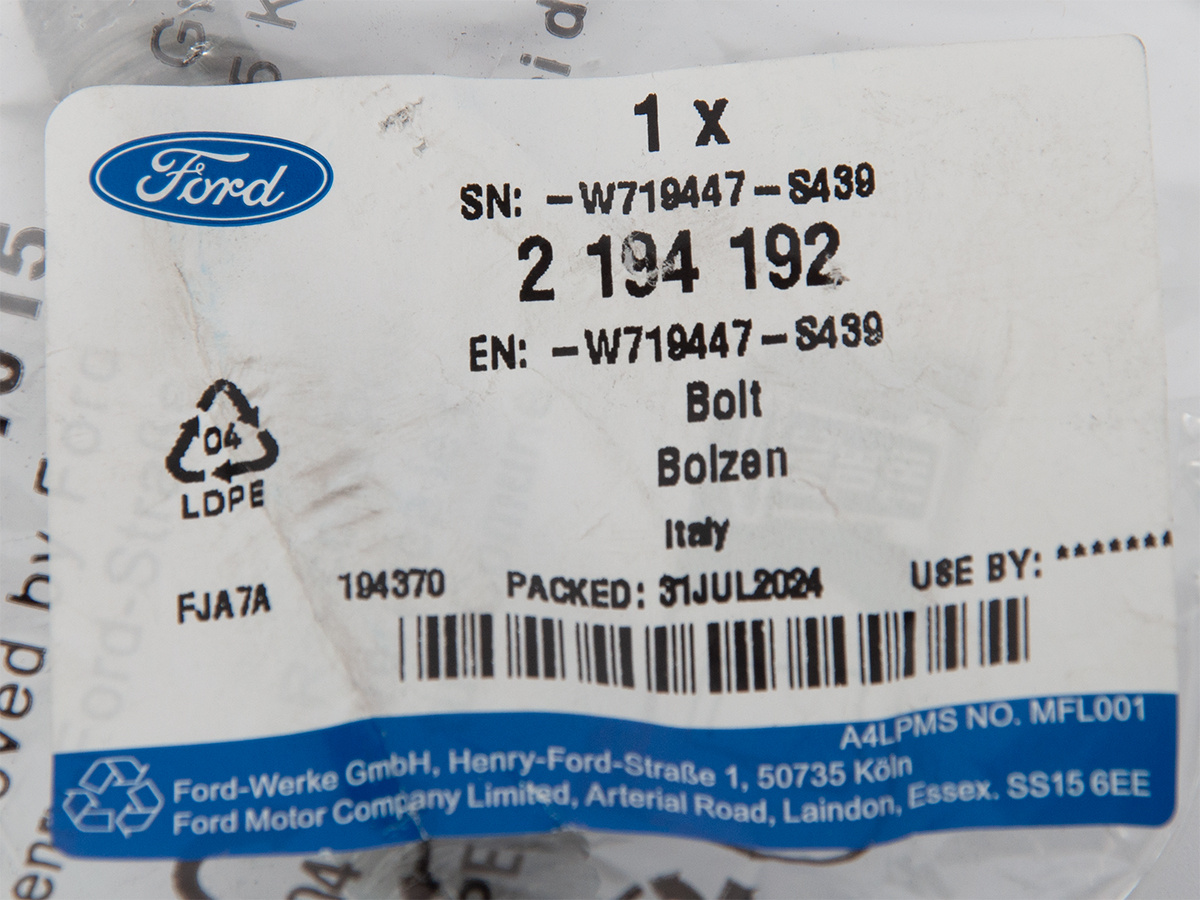 Ford
1 x
SN: -W719447-S439
2 194 192
EN: -W719447-S439
Bolt
Bolzen
Italy
04
LDPE
FJA7A
194370 PACKED: 31JUL2024 USE BY: *******
A4LPMS NO. MFL001
Ford-Werke GmbH, Henry-Ford-Straße 1, 50735 Köln
Ford Motor Company Limited, Arterial Road, Laindon, Essex. SS15 6EE